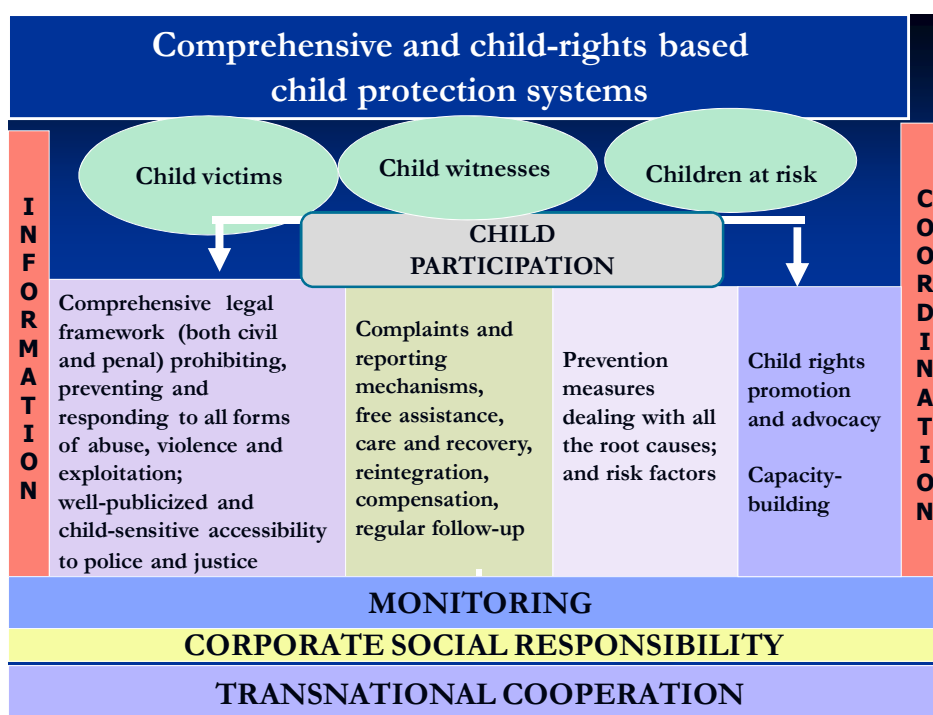 Comprehensive and child-rights based
child protection systems
Child victims
Child witnesses
Children at risk
CHILD
PARTICIPATION
INFORMATION
Comprehensive legal
framework (both civil
and penal) prohibiting,
preventing and
responding to all forms
of abuse, violence and
exploitation;
well-publicized and
child-sensitive accessibility
to police and justice
Complaints and
reporting
mechanisms,
free assistance,
care and recovery,
reintegration,
compensation,
regular follow-up
Prevention
measures
dealing with all
the root causes;
and risk factors
Child rights
promotion
and advocacy
Capacity-
building
COORDINATION
MONITORING
CORPORATE SOCIAL RESPONSIBILITY
TRANSNATIONAL COOPERATION